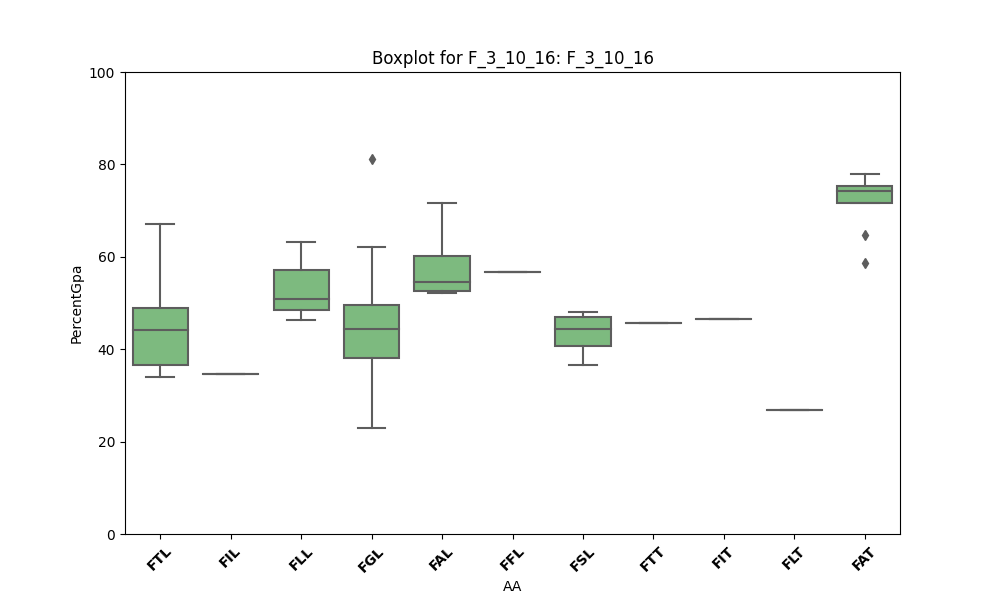 Boxplot for F_3_10_16: F_3_10_16
PercentGpa
100
80
60
40
20
0
FTL FIL FLL FGL FAL FFL FSL FTT FIT FLT FAT
AA